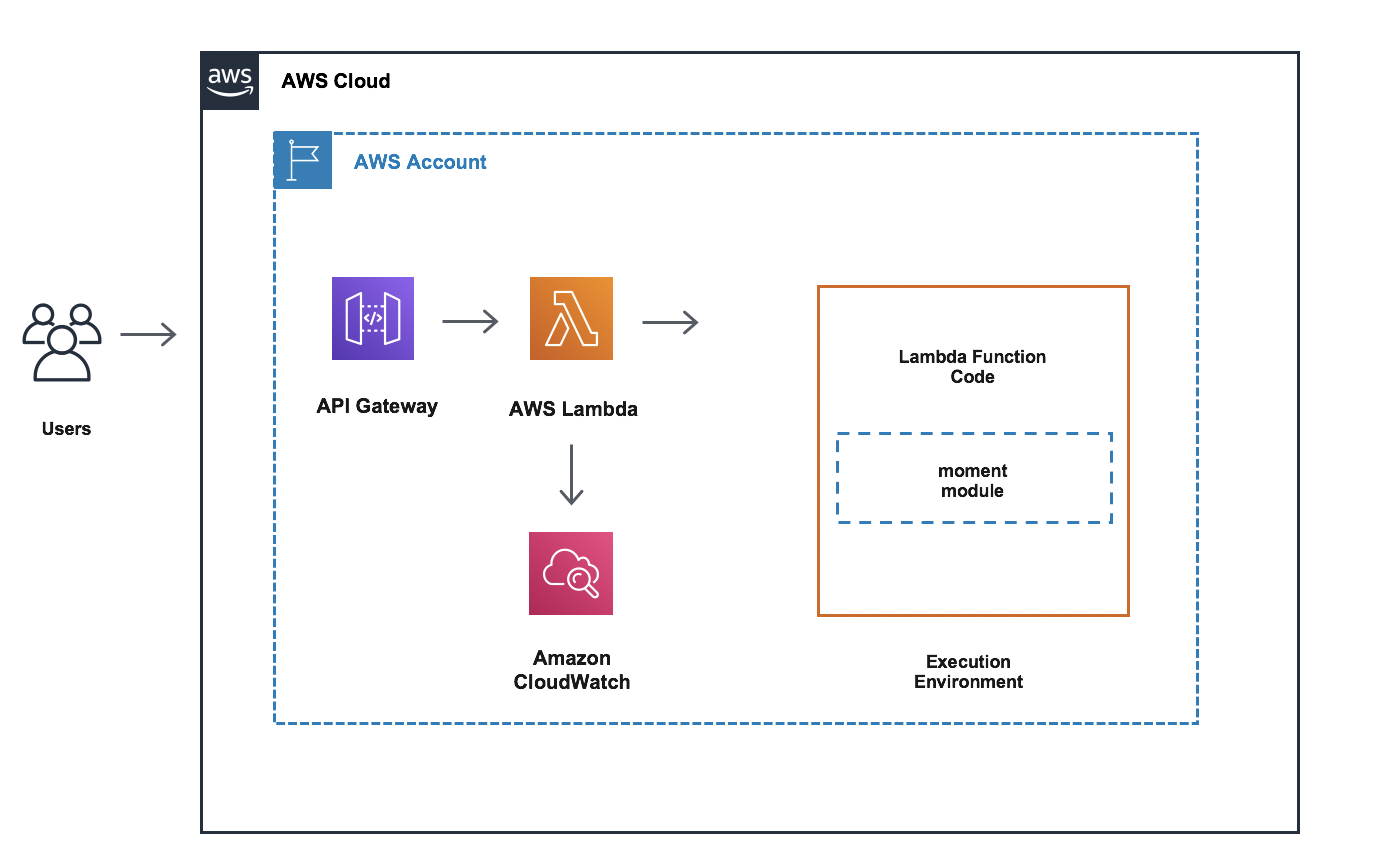 aws
AWS Cloud
AWS Account
Users
API Gateway
AWS Lambda
Amazon
CloudWatch
Lambda Function
Code
moment
module
Execution
Environment